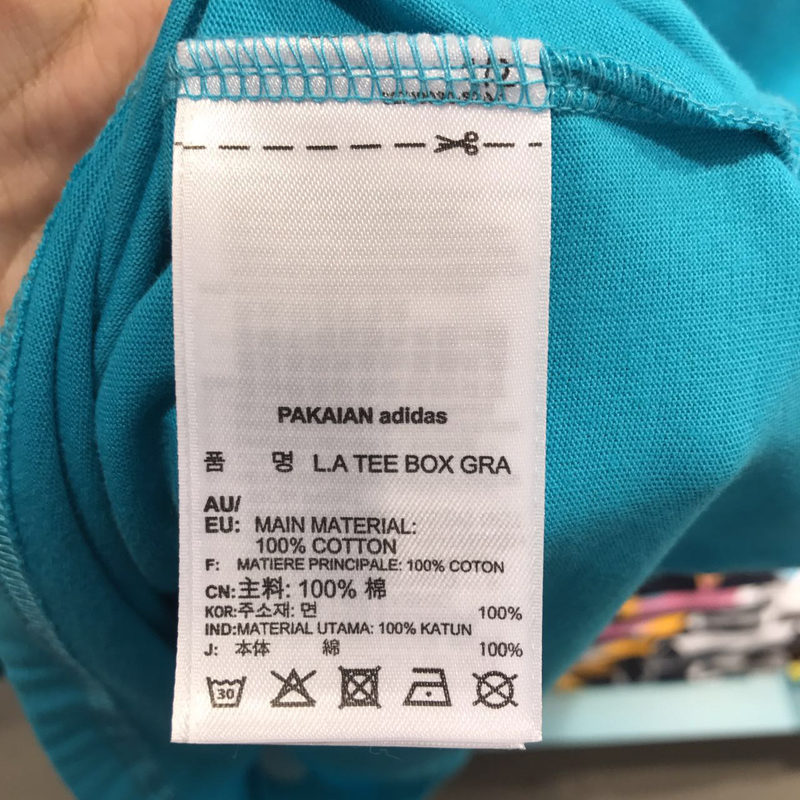 PAKAIAN adidas
품 명 L.A TEE BOX GRA
AU/
EU: MAIN MATERIAL:
100% COTTON
F: MATIERE PRINCIPALE: 100% COTON
CN:主料: 100% 棉
KOR:주소재: 면 100%
IND:MATERIAL UTAMA: 100% KATUN
J: 本体 綿 100%
30